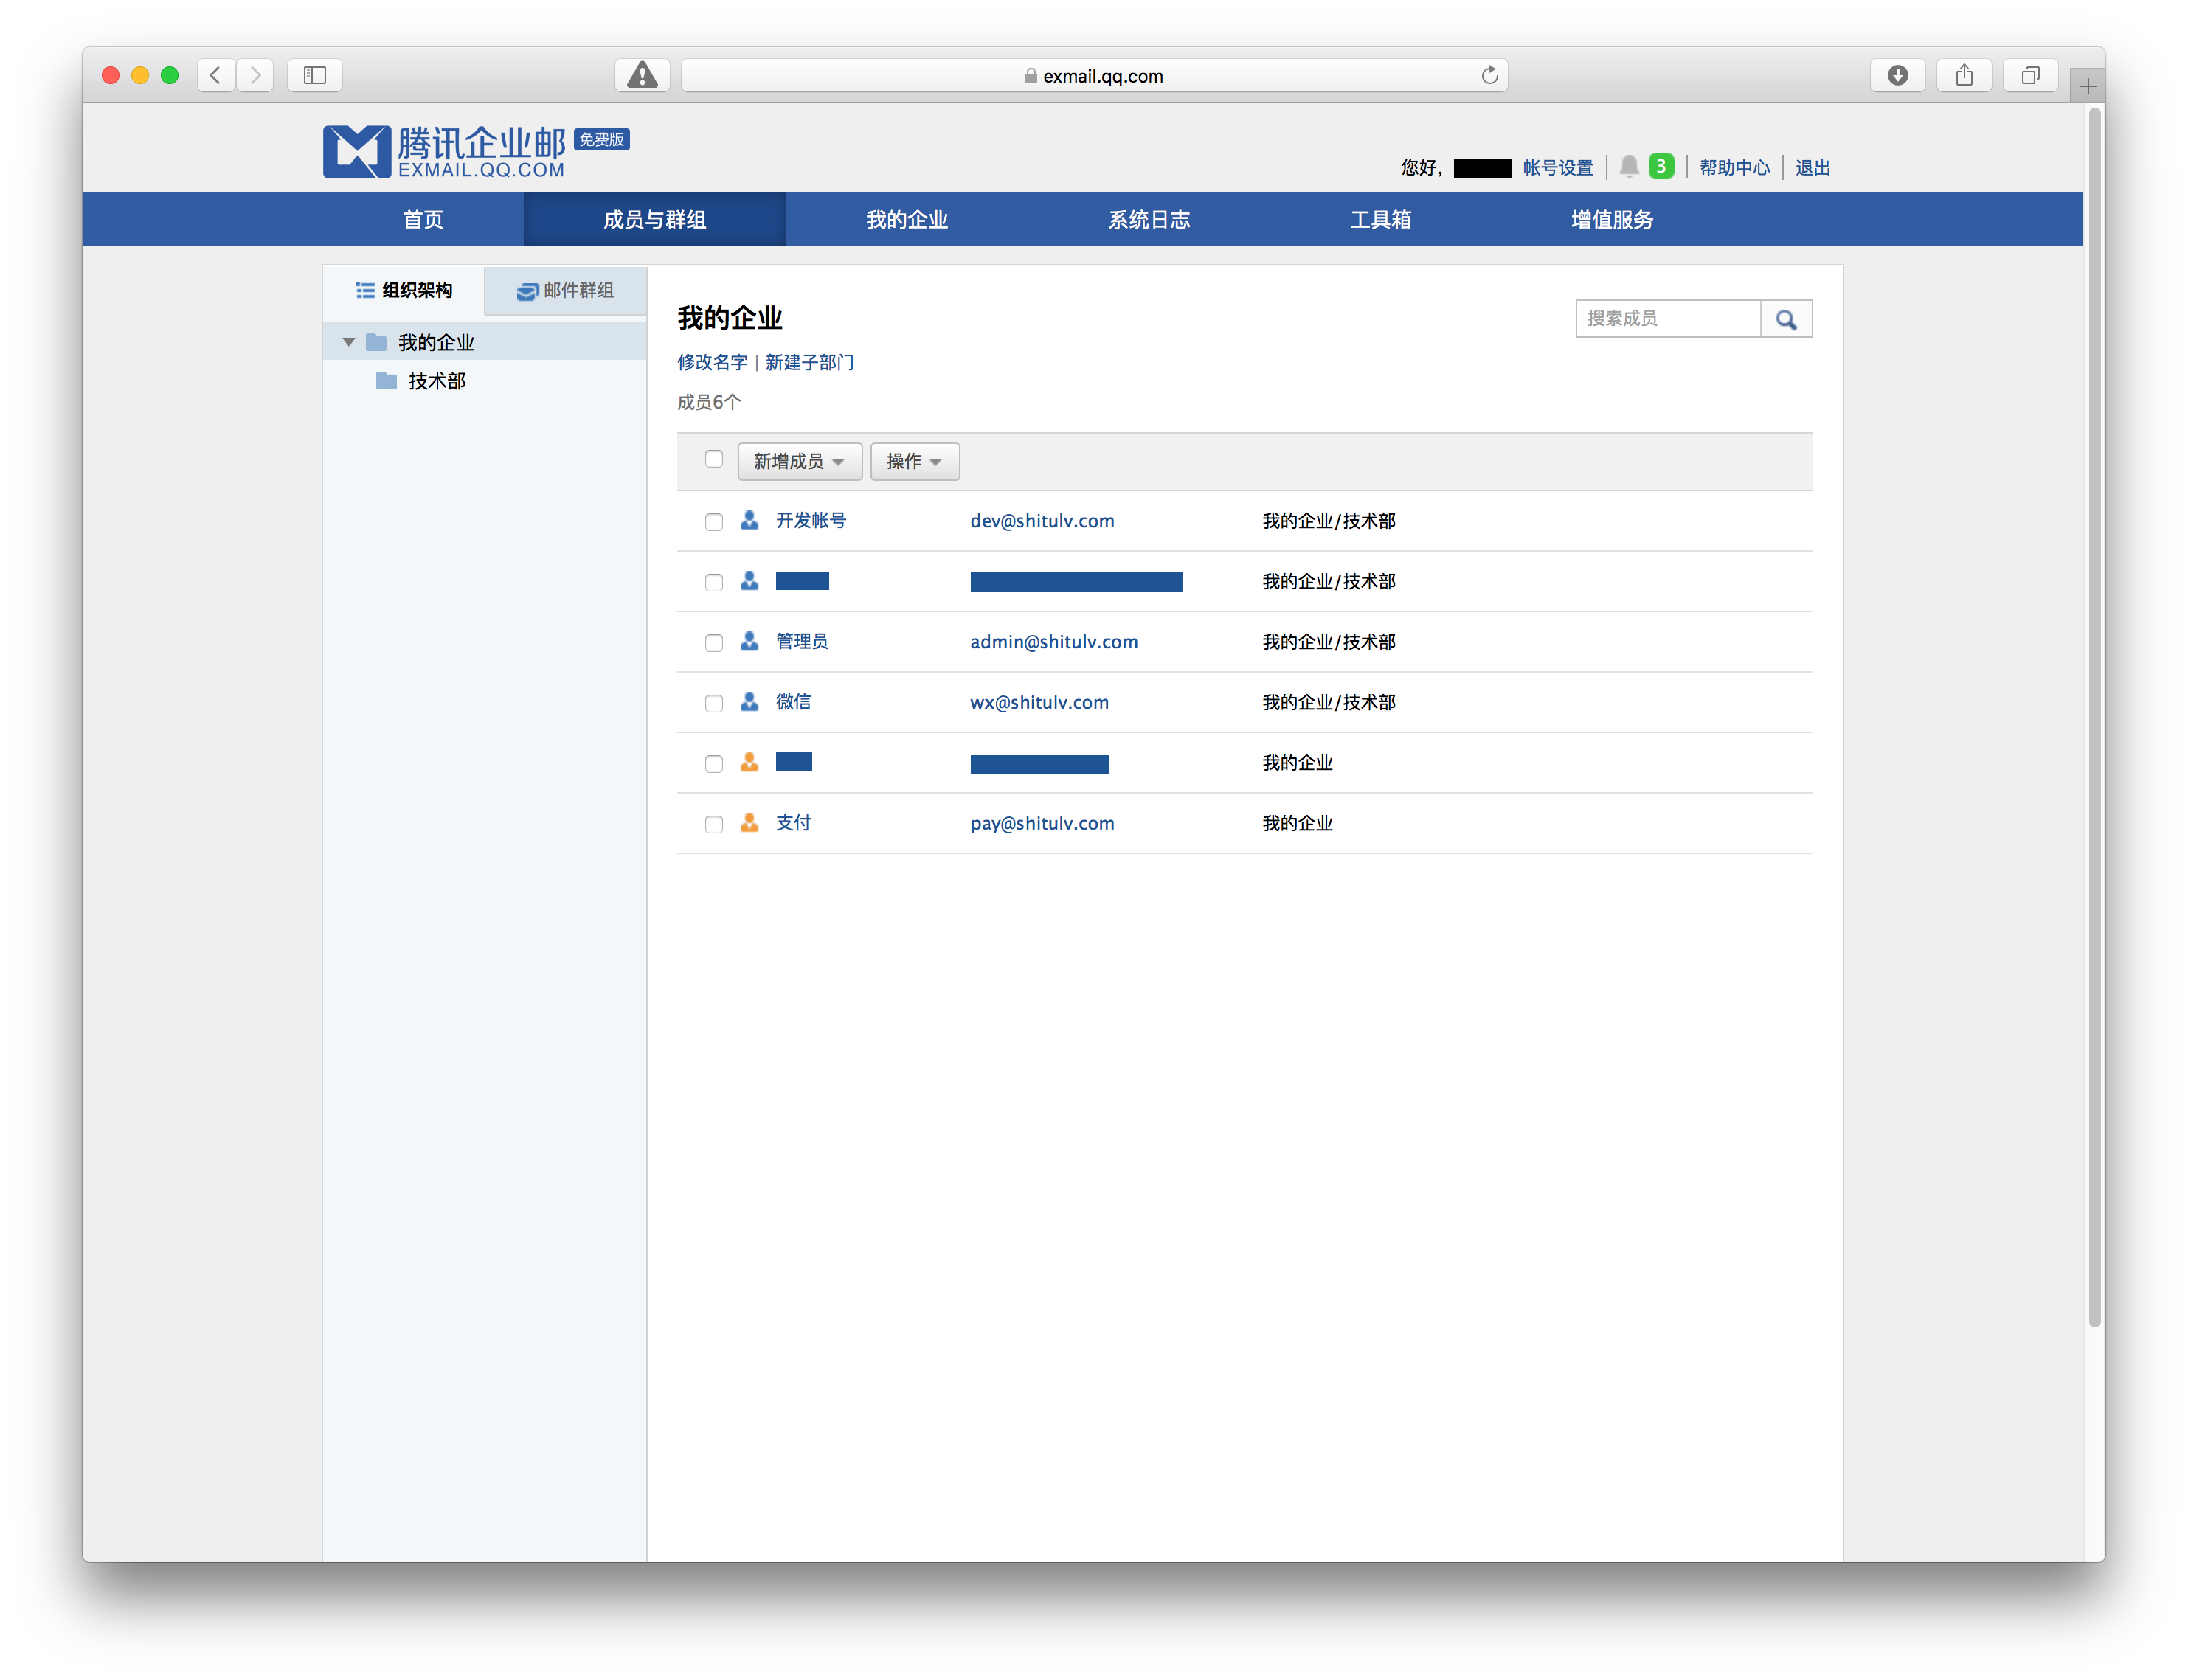 exmail.qq.com
腾讯企业邮 免费版
EXMAIL.QQ.COM
您好, 帐号设置 3 帮助中心 退出
首页 成员与群组 我的企业 系统日志 工具箱 增值服务
组织架构 邮件群组
我的企业
技术部
我的企业
搜索成员
修改名字 | 新建子部门
成员6个
新增成员 操作
开发帐号 dev@shitulv.com 我的企业/技术部
我的企业/技术部
管理员 admin@shitulv.com 我的企业/技术部
微信 wx@shitulv.com 我的企业/技术部
我的企业
支付 pay@shitulv.com 我的企业